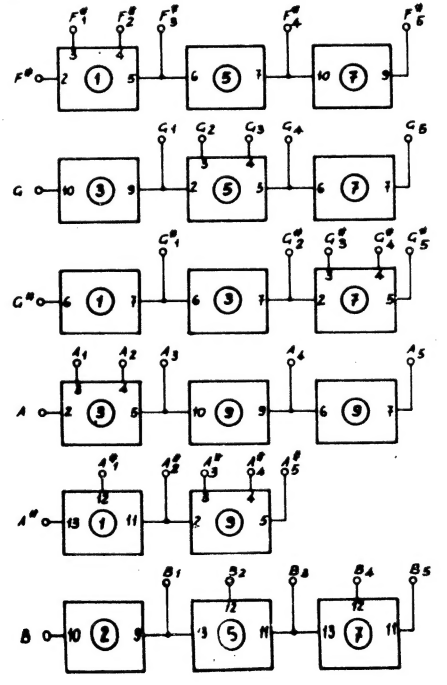 F#1 F#2 F#3 F#4 F#5
3 4
F# 2 1 5 6 5 7 10 7 9
G1 G2 G3 G4 G5
3 4
G 10 3 9 2 5 5 6 7 7
G#1 G#2 G#3 G#4 G#5
3 4
G# 6 1 7 6 3 7 2 7 5
A1 A2 A3 A4 A5
3 4
A 2 9 5 10 9 9 6 9 7
A#1 A#2 A#3 A#4 A#5
12 3 4
A# 13 1 11 2 9 5
B1 B2 B3 B4 B5
12 12
B 10 2 9 13 5 11 13 7 11